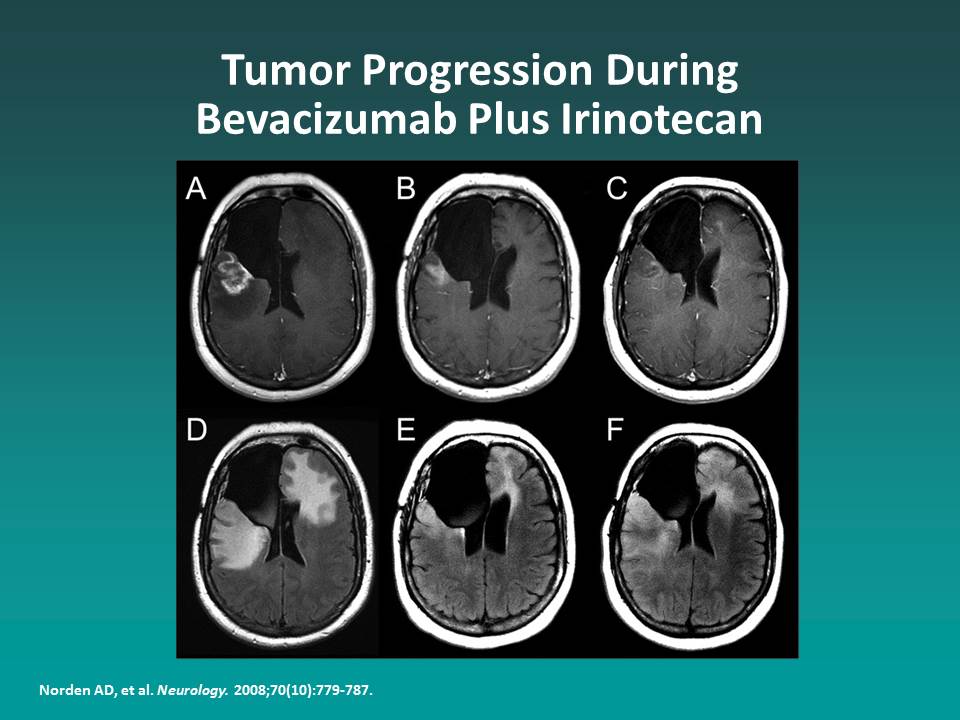 Tumor Progression During
Bevacizumab Plus Irinotecan
A B C
D E F
Norden AD, et al. Neurology. 2008;70(10):779-787.